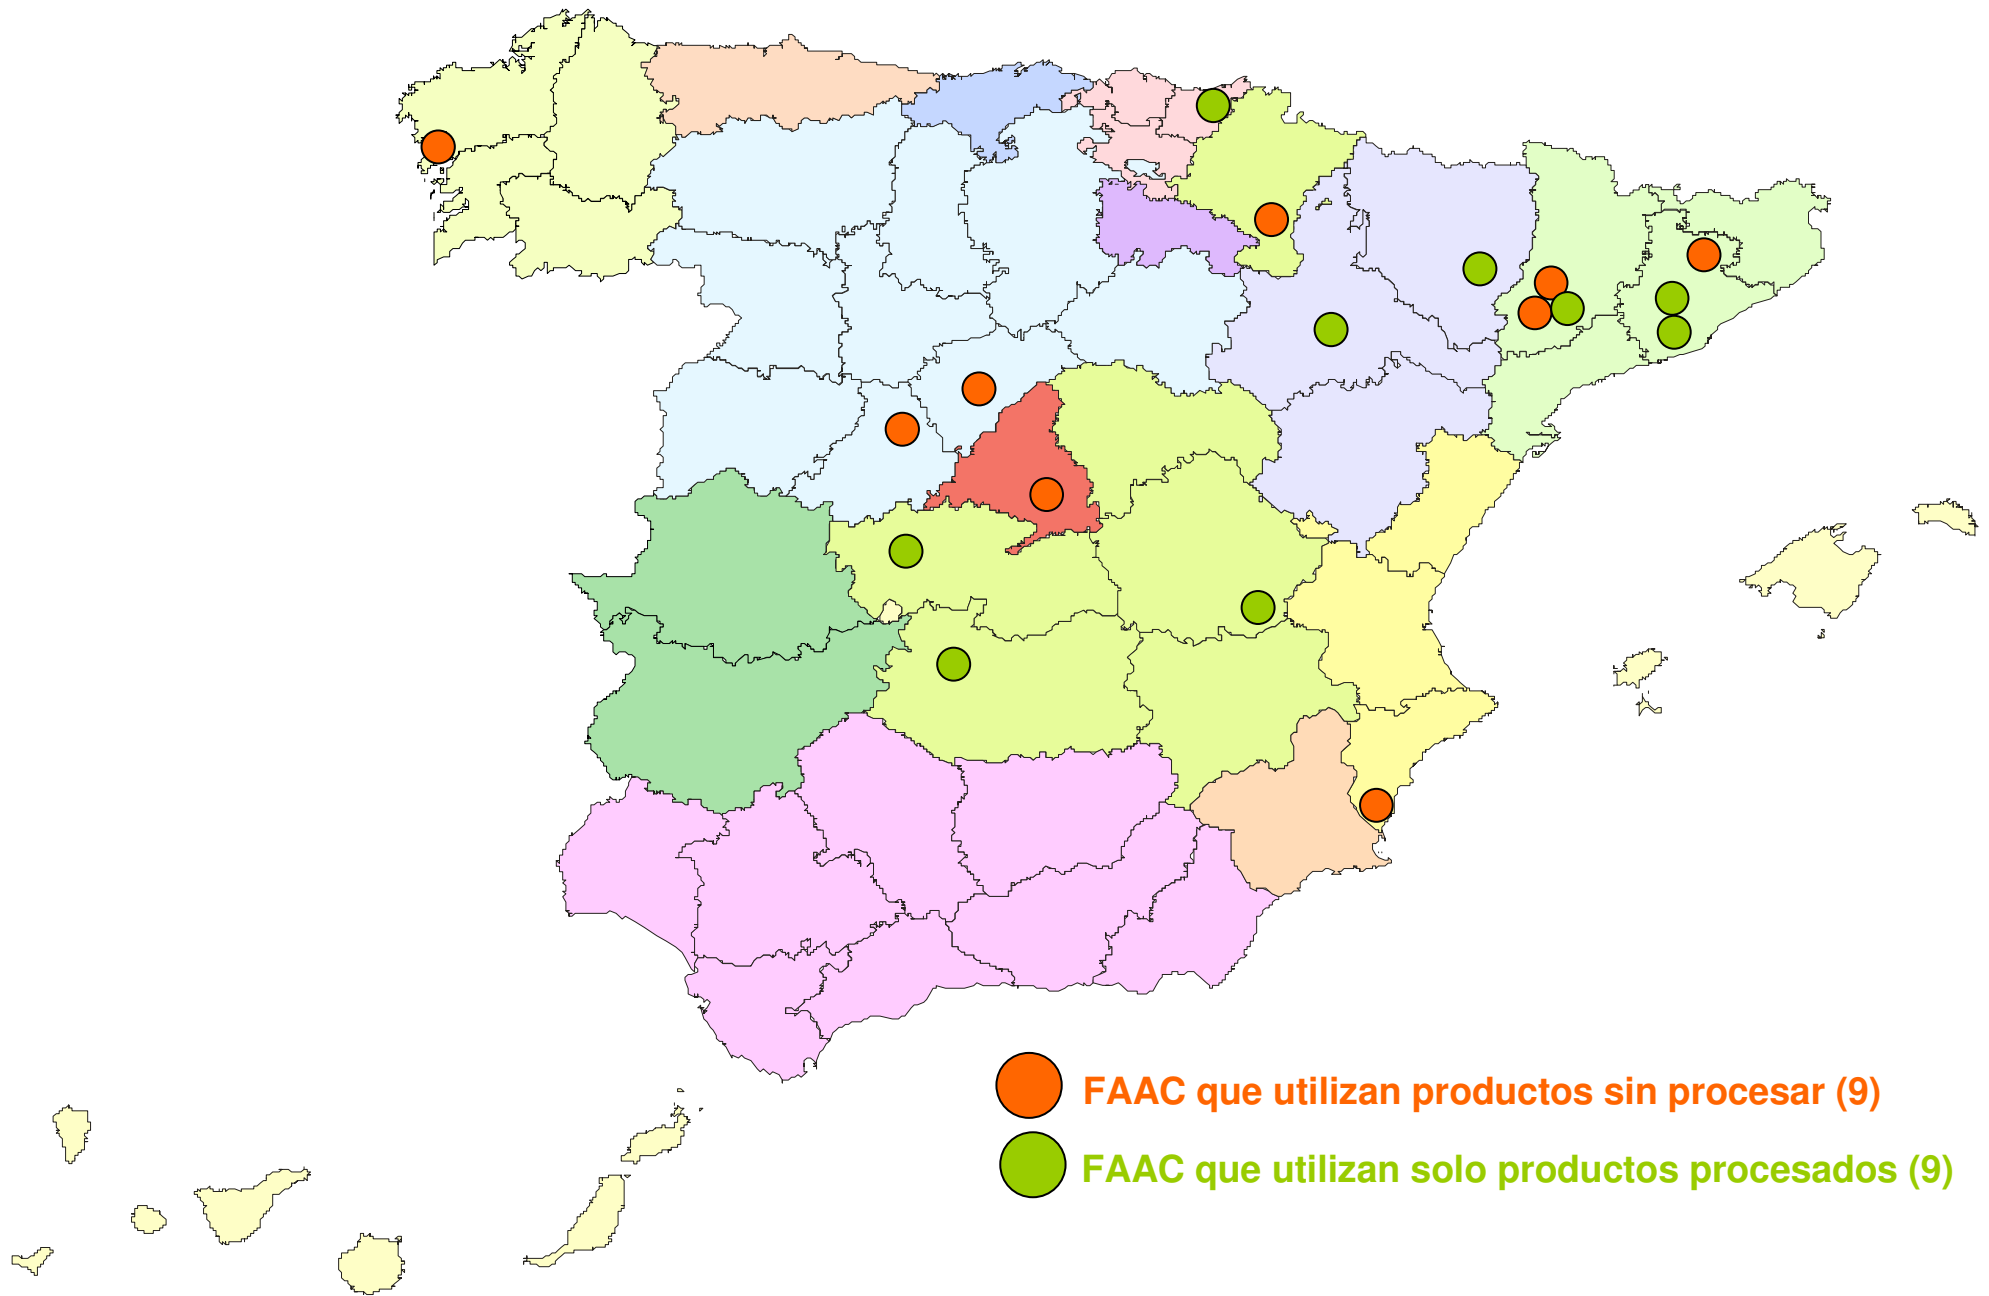 FAAC que utilizan productos sin procesar (9)
FAAC que utilizan solo productos procesados (9)